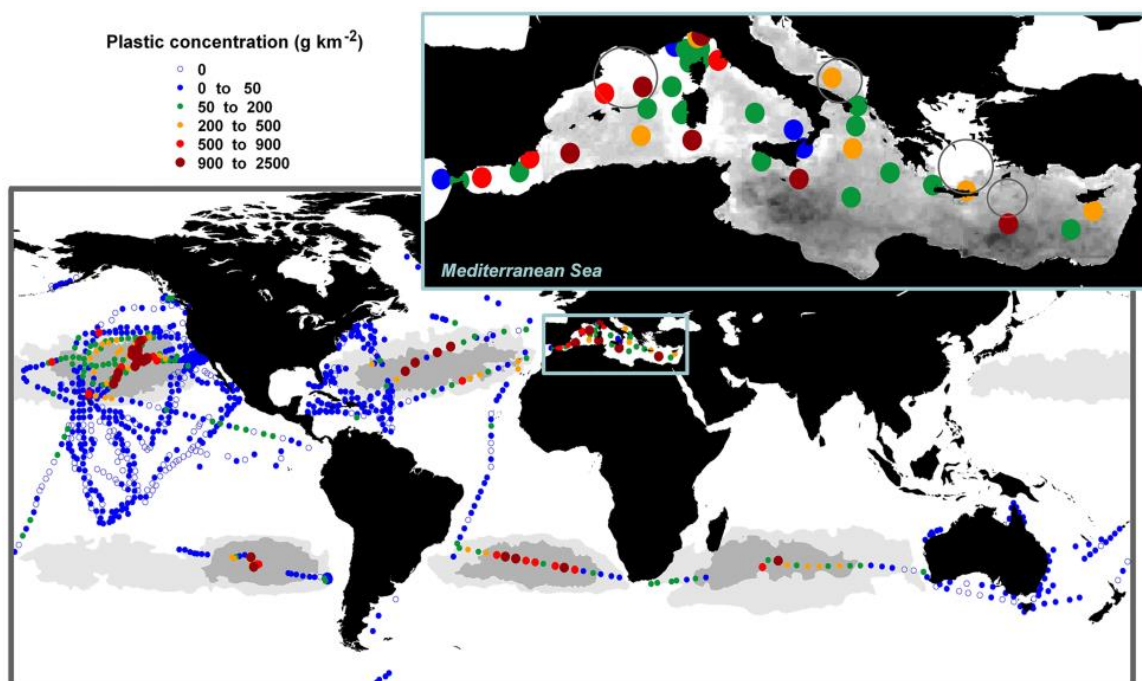 Plastic concentration (g km⁻²)
0
0 to 50
50 to 200
200 to 500
500 to 900
900 to 2500
Mediterranean Sea